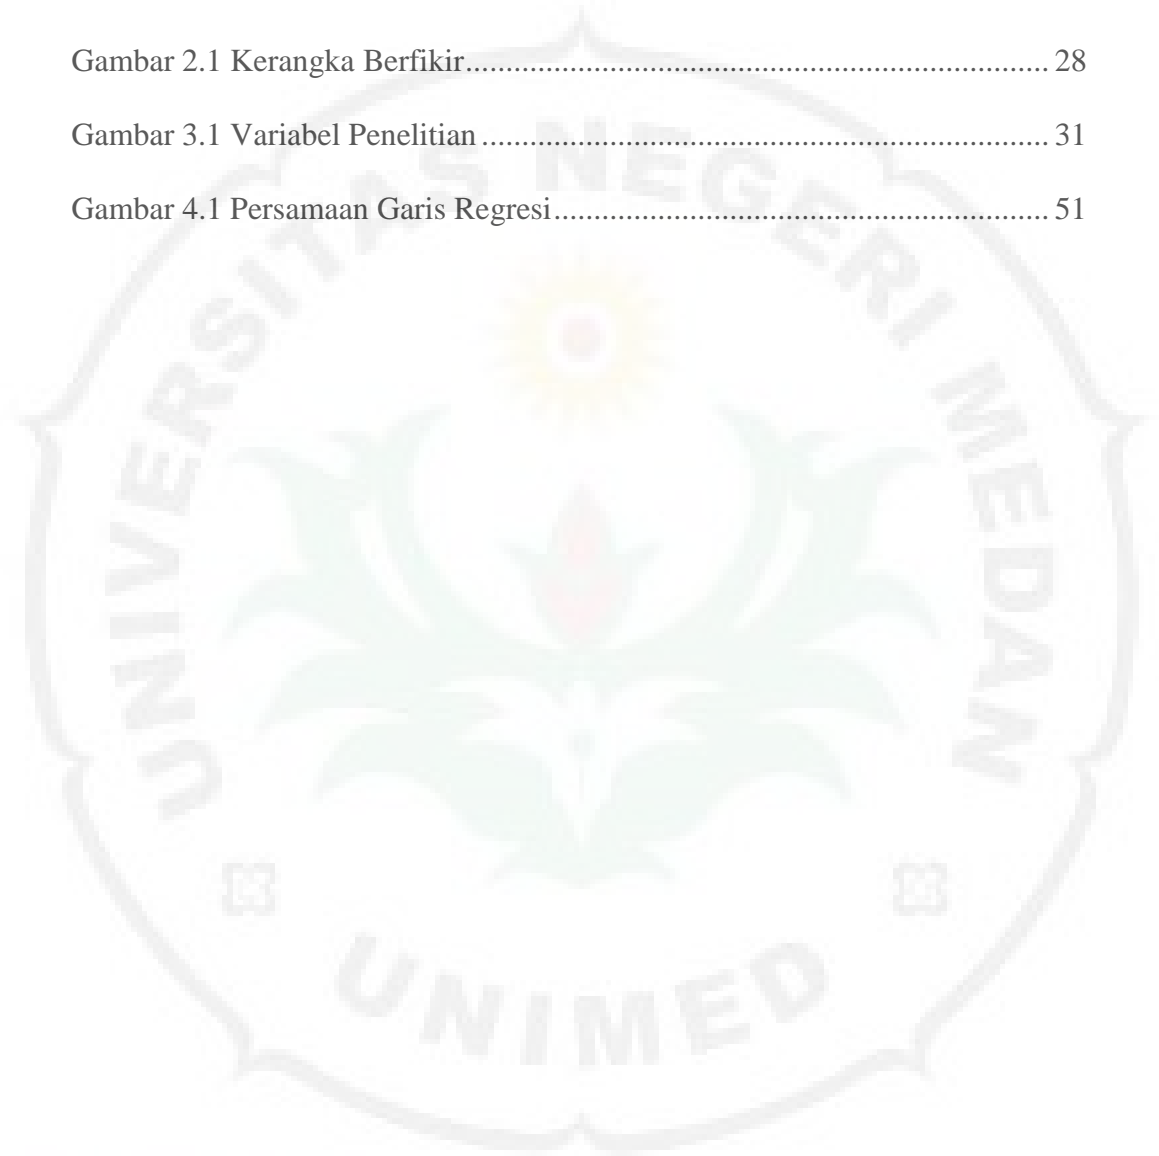 Gambar 2.1 Kerangka Berfikir.......................................................................... 28
Gambar 3.1 Variabel Penelitian ........................................................................ 31
Gambar 4.1 Persamaan Garis Regresi............................................................... 51
UNIVERSITAS NEGERI MEDAN
UNIMED